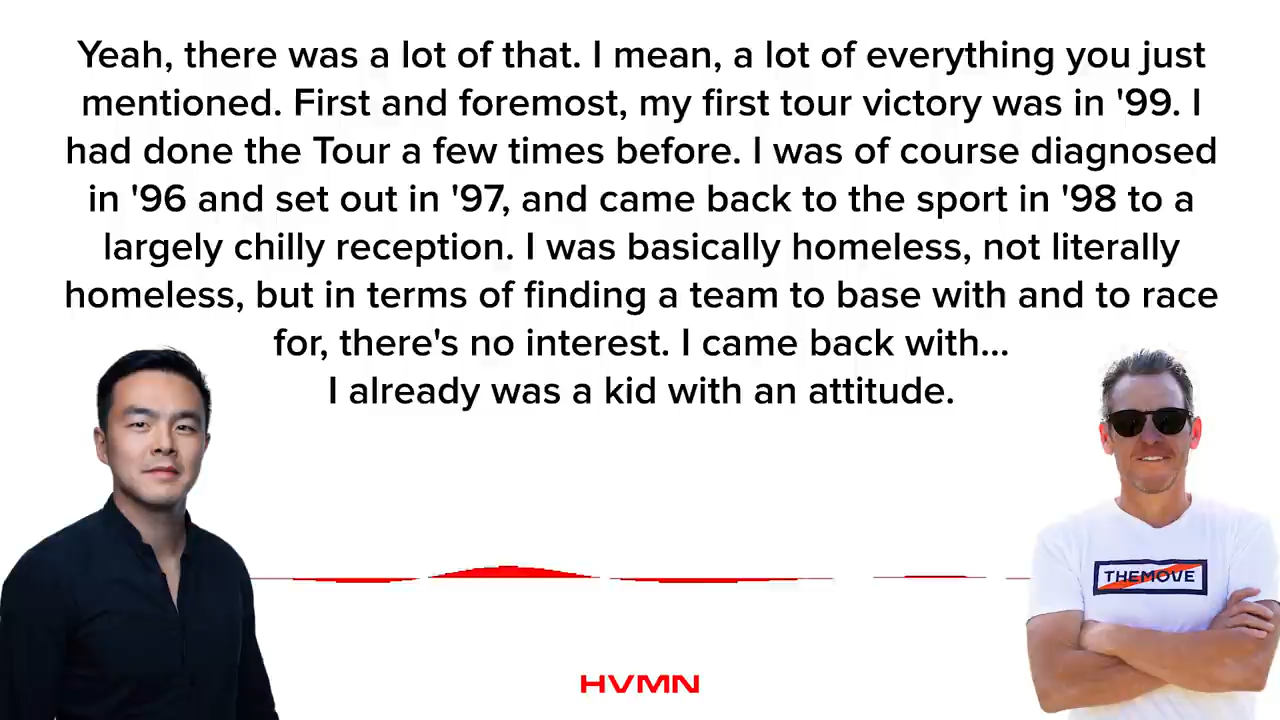 Yeah, there was a lot of that. I mean, a lot of everything you just
mentioned. First and foremost, my first tour victory was in '99. I
had done the Tour a few times before. I was of course diagnosed
in '96 and set out in '97, and came back to the sport in '98 to a
largely chilly reception. I was basically homeless, not literally
homeless, but in terms of finding a team to base with and to race
for, there's no interest. I came back with...
I already was a kid with an attitude.
THEMOVE
HVMN